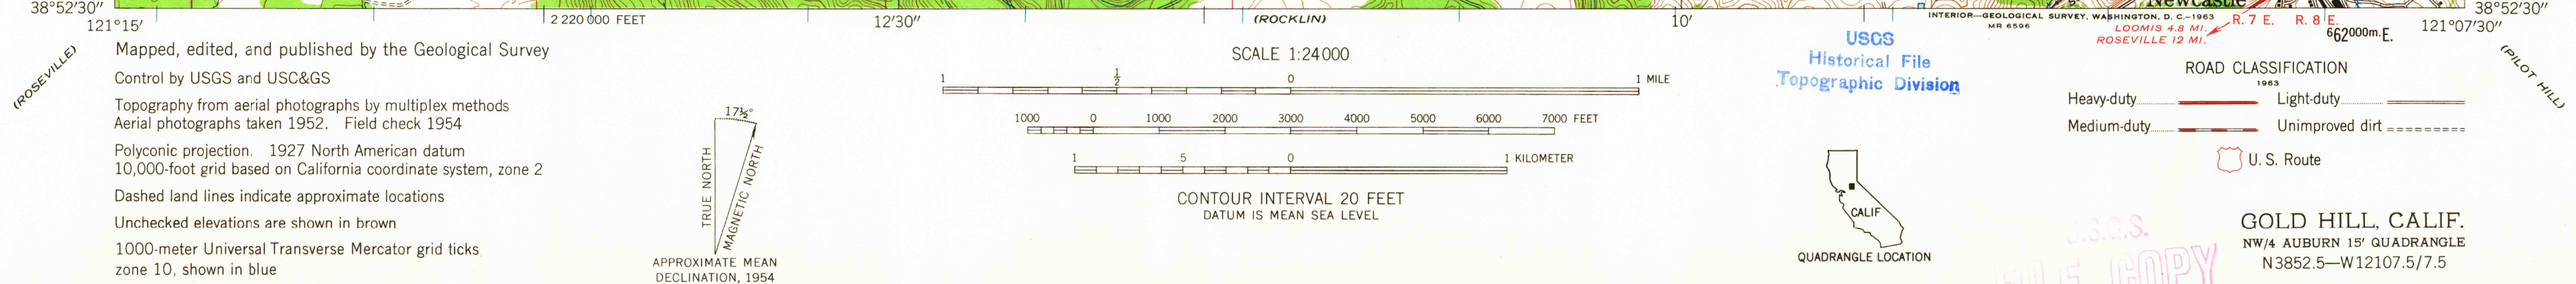 38°52'30"
121°15'
2 220 000 FEET
12'30"
(ROCKLIN)
10'
INTERIOR—GEOLOGICAL SURVEY, WASHINGTON, D. C.—1963
MR 6596
Newcastle
R. 7 E. R. 8 E.
LOOMIS 4.8 MI.
ROSEVILLE 12 MI.
662000m.E.
38°52'30"
121°07'30"
(ROSEVILLE)
(PILOT HILL)
Mapped, edited, and published by the Geological Survey
Control by USGS and USC&GS
Topography from aerial photographs by multiplex methods
Aerial photographs taken 1952. Field check 1954
Polyconic projection. 1927 North American datum
10,000-foot grid based on California coordinate system, zone 2
Dashed land lines indicate approximate locations
Unchecked elevations are shown in brown
1000-meter Universal Transverse Mercator grid ticks
zone 10, shown in blue
17½°
TRUE NORTH
MAGNETIC NORTH
APPROXIMATE MEAN
DECLINATION, 1954
SCALE 1:24 000
1 ½ 0 1 MILE
1000 0 1000 2000 3000 4000 5000 6000 7000 FEET
1 .5 0 1 KILOMETER
CONTOUR INTERVAL 20 FEET
DATUM IS MEAN SEA LEVEL
USGS
Historical File
Topographic Division
CALIF
QUADRANGLE LOCATION
ROAD CLASSIFICATION
1963
Heavy-duty Light-duty
Medium-duty Unimproved dirt
U. S. Route
U.S.G.S.
FILE COPY
GOLD HILL, CALIF.
NW/4 AUBURN 15' QUADRANGLE
N3852.5—W12107.5/7.5